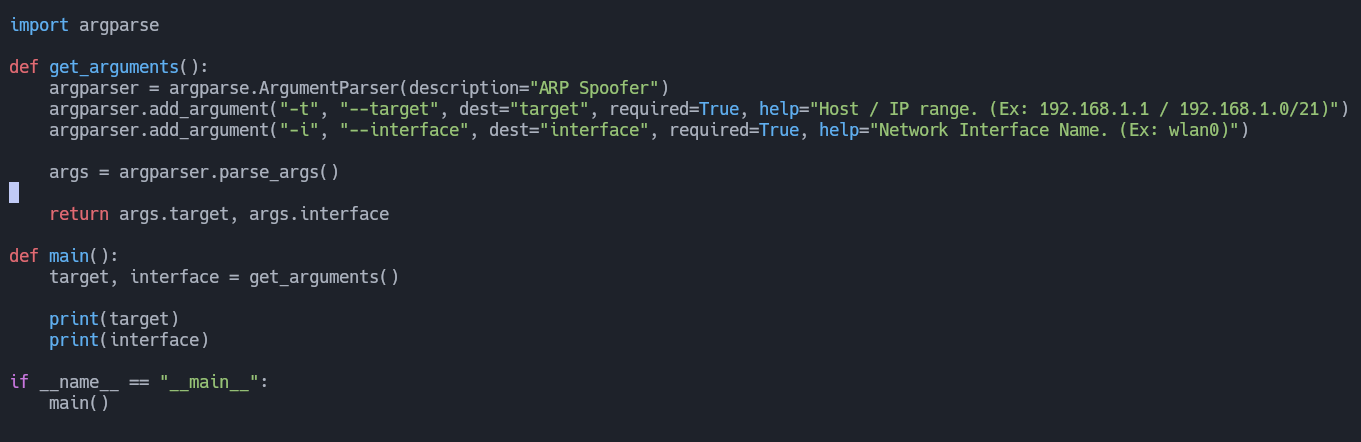 import argparse
def get_arguments():
    argparser = argparse.ArgumentParser(description="ARP Spoofer")
    argparser.add_argument("-t", "--target", dest="target", required=True, help="Host / IP range. (Ex: 192.168.1.1 / 192.168.1.0/21)")
    argparser.add_argument("-i", "--interface", dest="interface", required=True, help="Network Interface Name. (Ex: wlan0)")
    args = argparser.parse_args()
    return args.target, args.interface
def main():
    target, interface = get_arguments()
    print(target)
    print(interface)
if __name__ == "__main__":
    main()